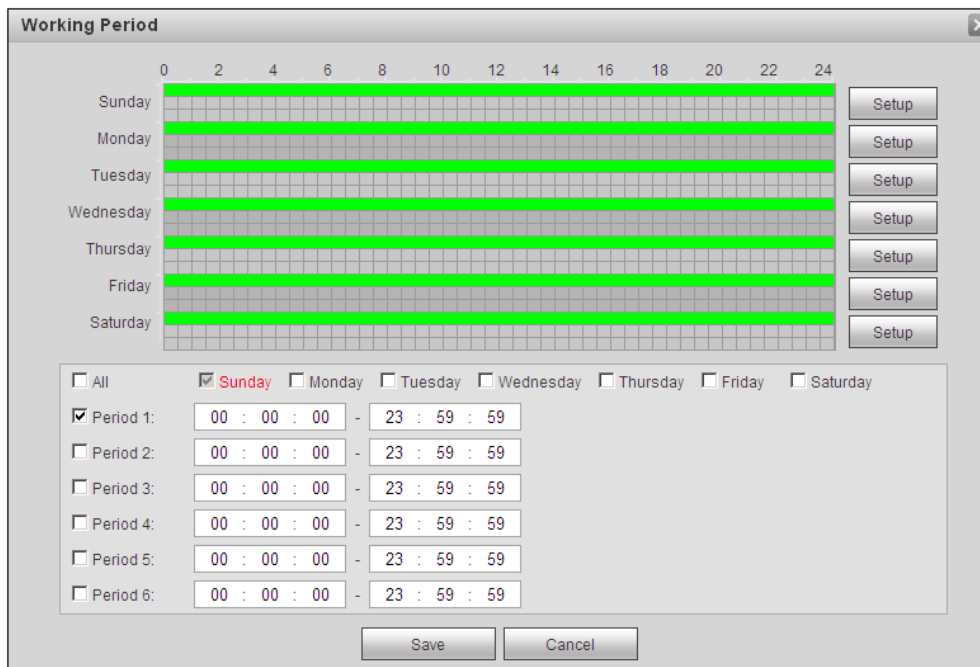 Working Period
0 2 4 6 8 10 12 14 16 18 20 22 24
Sunday Setup
Monday Setup
Tuesday Setup
Wednesday Setup
Thursday Setup
Friday Setup
Saturday Setup
All Sunday Monday Tuesday Wednesday Thursday Friday Saturday
Period 1: 00 : 00 : 00 - 23 : 59 : 59
Period 2: 00 : 00 : 00 - 23 : 59 : 59
Period 3: 00 : 00 : 00 - 23 : 59 : 59
Period 4: 00 : 00 : 00 - 23 : 59 : 59
Period 5: 00 : 00 : 00 - 23 : 59 : 59
Period 6: 00 : 00 : 00 - 23 : 59 : 59
Save Cancel